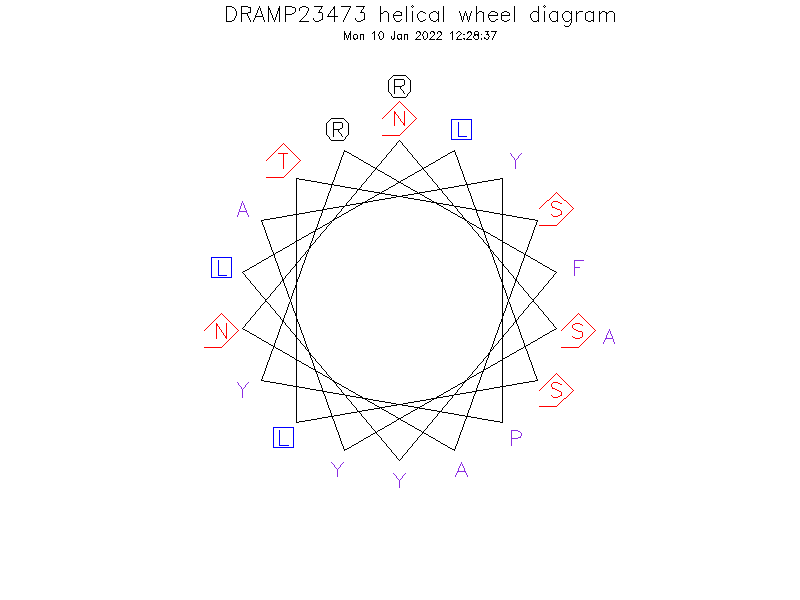 DRAMP23473 helical wheel diagram
Mon 10 Jan 2022 12:28:37
R
R N L
T Y
A S
L F
N S A
Y S
L P
Y A
Y